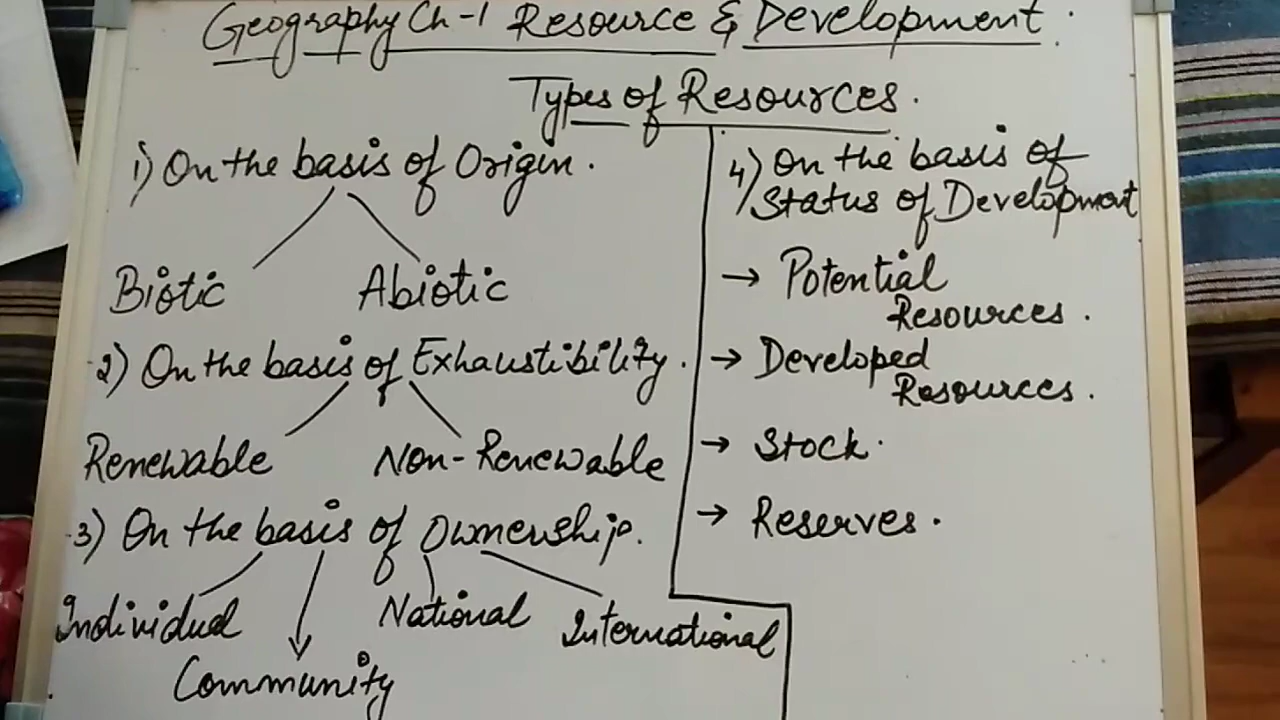 Geography Ch-1 Resource & Development.
Types of Resources.
1) On the basis of Origin.
Biotic Abiotic
2) On the basis of Exhaustibility.
Renewable Non-Renewable
3) On the basis of Ownership.
Individual National International
Community
4) On the basis of
Status of Development
→ Potential
Resources.
→ Developed
Resources.
→ Stock.
→ Reserves.